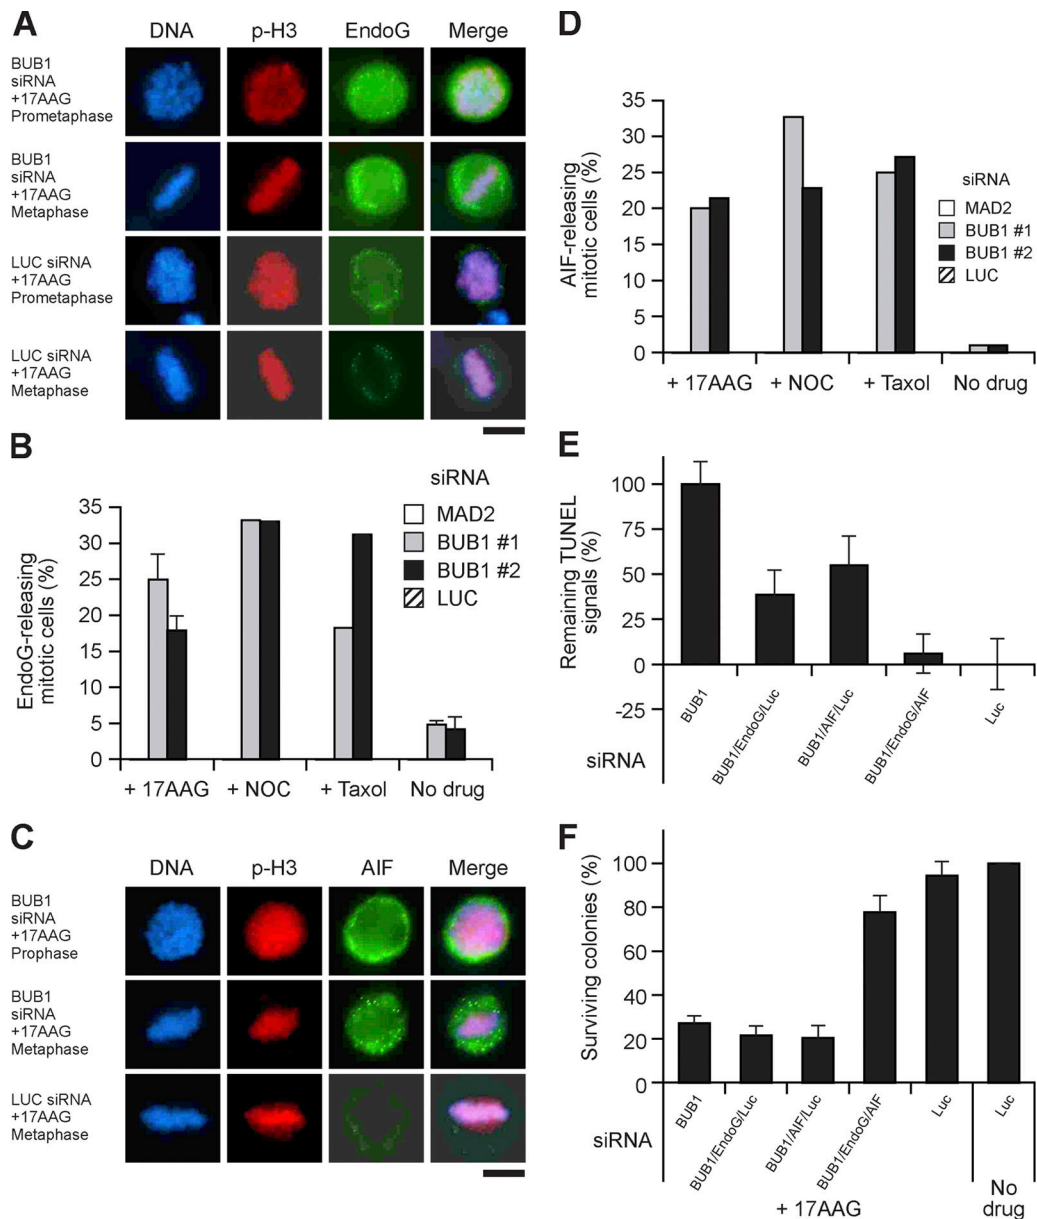 A
DNA p-H3 EndoG Merge
BUB1
siRNA
+17AAG
Prometaphase
BUB1
siRNA
+17AAG
Metaphase
LUC siRNA
+17AAG
Prometaphase
LUC siRNA
+17AAG
Metaphase
B
EndoG-releasing
mitotic cells (%)
35
30
25
20
15
10
5
0
siRNA
MAD2
BUB1 #1
BUB1 #2
LUC
+ 17AAG + NOC + Taxol No drug
C
DNA p-H3 AIF Merge
BUB1
siRNA
+17AAG
Prophase
BUB1
siRNA
+17AAG
Metaphase
LUC siRNA
+17AAG
Metaphase
D
AIF-releasing
mitotic cells (%)
35
30
25
20
15
10
5
0
siRNA
MAD2
BUB1 #1
BUB1 #2
LUC
+ 17AAG + NOC + Taxol No drug
E
Remaining TUNEL
signals (%)
100
75
50
25
0
-25
siRNA
BUB1
BUB1/EndoG/Luc
BUB1/AIF/Luc
BUB1/EndoG/AIF
Luc
F
Surviving colonies (%)
100
80
60
40
20
0
siRNA
BUB1
BUB1/EndoG/Luc
BUB1/AIF/Luc
BUB1/EndoG/AIF
Luc
Luc
+ 17AAG
No
drug